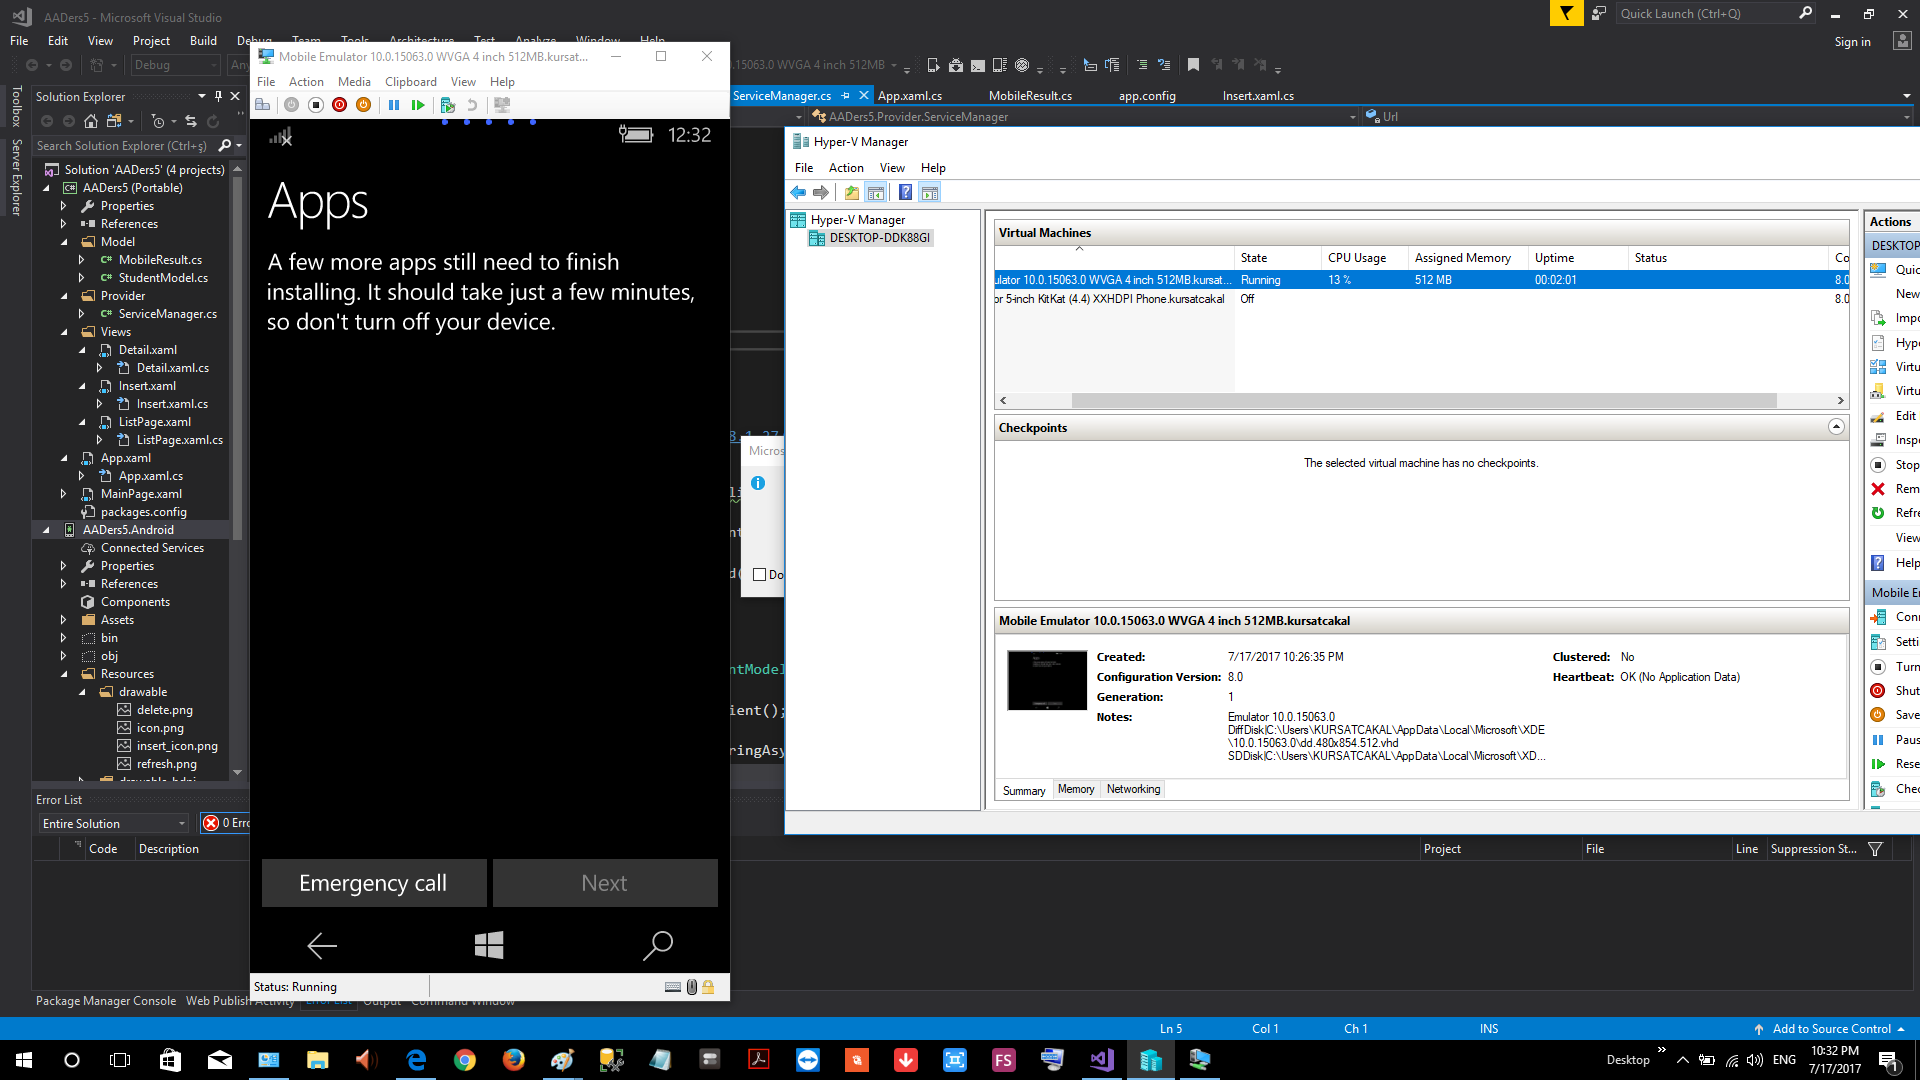 AADers5 - Microsoft Visual Studio
Quick Launch (Ctrl+Q)
File Edit View Project Build Debug Team Tools Architecture Test Analyze Window Help
Sign in
Debug Any
.15063.0 WVGA 4 inch 512MB
Toolbox
Server Explorer
Solution Explorer
Search Solution Explorer (Ctrl+ş)
Solution 'AADers5' (4 projects)
AADers5 (Portable)
Properties
References
Model
MobileResult.cs
StudentModel.cs
Provider
ServiceManager.cs
Views
Detail.xaml
Detail.xaml.cs
Insert.xaml
Insert.xaml.cs
ListPage.xaml
ListPage.xaml.cs
App.xaml
App.xaml.cs
MainPage.xaml
packages.config
AADers5.Android
Connected Services
Properties
References
Components
Assets
bin
obj
Resources
drawable
delete.png
icon.png
insert_icon.png
refresh.png
drawable-hdpi
Mobile Emulator 10.0.15063.0 WVGA 4 inch 512MB.kursat...
File Action Media Clipboard View Help
12:32
Apps
A few more apps still need to finish
installing. It should take just a few minutes,
so don't turn off your device.
Emergency call
Next
Status: Running
ServiceManager.cs App.xaml.cs MobileResult.cs app.config Insert.xaml.cs
AADers5.Provider.ServiceManager Url
Micros
Do
ntModel
ient();
ringAsy
Hyper-V Manager
File Action View Help
Hyper-V Manager
DESKTOP-DDK88GI
Virtual Machines
State CPU Usage Assigned Memory Uptime Status Co
ulator 10.0.15063.0 WVGA 4 inch 512MB.kursat... Running 13 % 512 MB 00:02:01 8.0
or 5-inch KitKat (4.4) XXHDPI Phone.kursatcakal Off 8.0
Checkpoints
The selected virtual machine has no checkpoints.
Mobile Emulator 10.0.15063.0 WVGA 4 inch 512MB.kursatcakal
Created: 7/17/2017 10:26:35 PM
Configuration Version: 8.0
Generation: 1
Notes: Emulator 10.0.15063.0
DiffDisk|C:\Users\KURSATCAKAL\AppData\Local\Microsoft\XDE
\10.0.15063.0\dd.480x854.512.vhd
SDDisk|C:\Users\KURSATCAKAL\AppData\Local\Microsoft\XD...
Clustered: No
Heartbeat: OK (No Application Data)
Summary Memory Networking
Actions
DESKTOP
Quic
New
Impo
Hype
Virtu
Virtu
Edit
Inspe
Stop
Rem
Refre
View
Help
Mobile E
Conn
Setti
Turn
Shut
Save
Paus
Rese
Chec
Error List
Entire Solution 0 Erro
Code Description Project File Line Suppression St...
Package Manager Console Web Publish Activity Error List Output Command Window
Ln 5 Col 1 Ch 1 INS Add to Source Control
FS
Desktop ENG
10:32 PM
7/17/2017
1